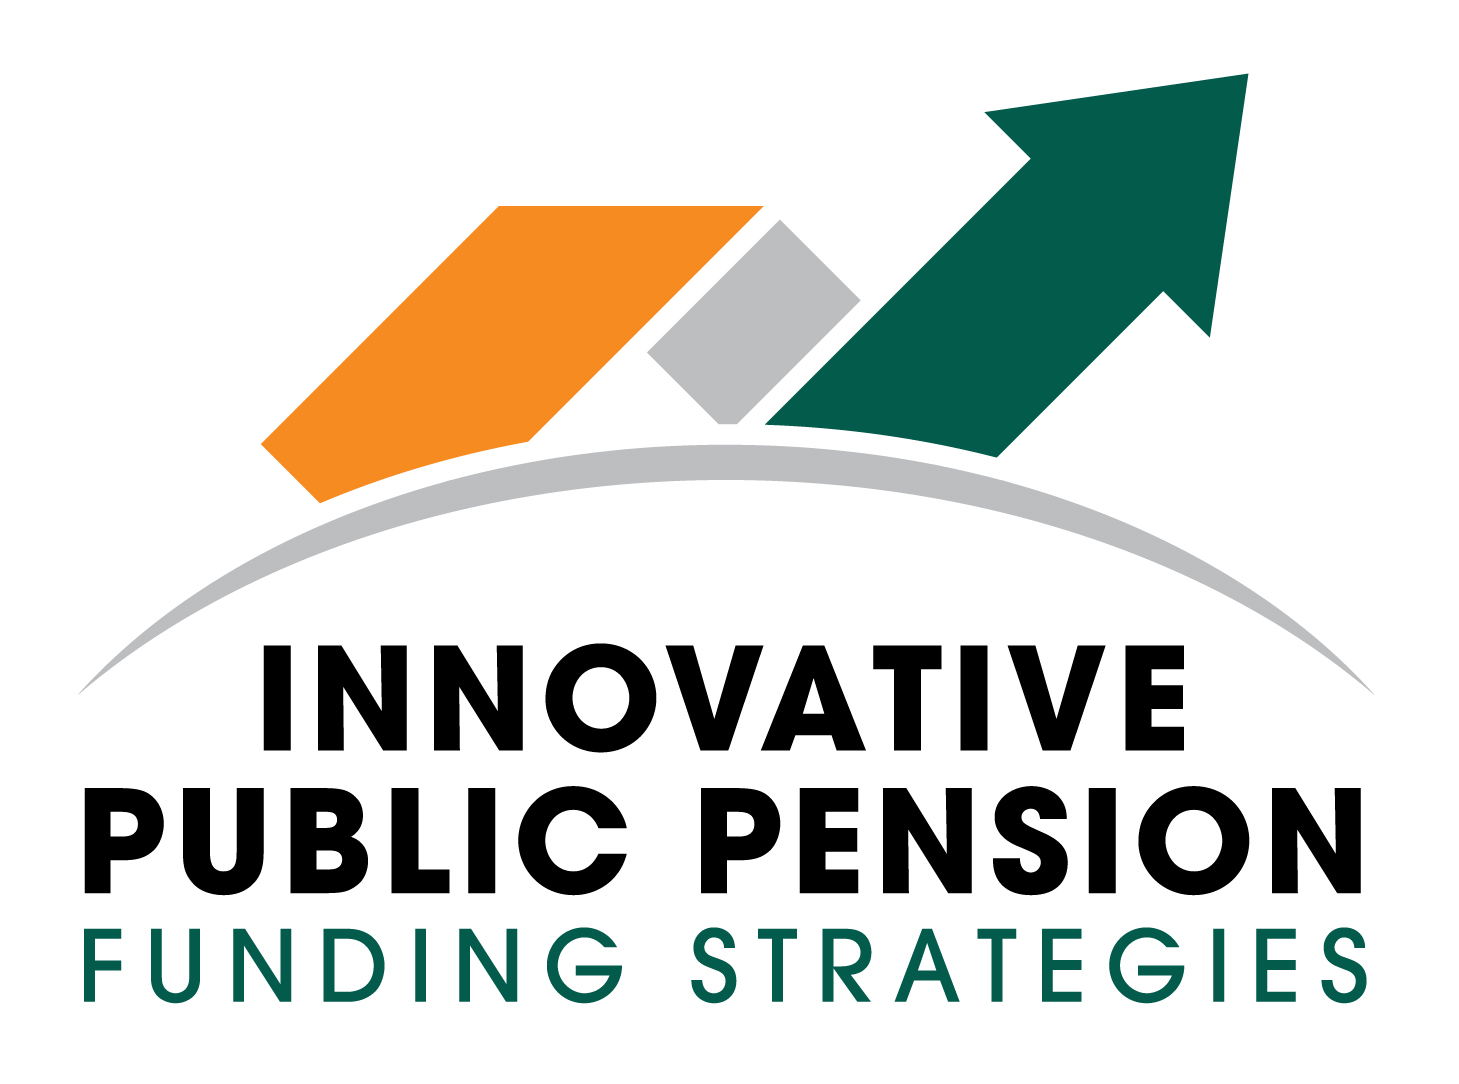 INNOVATIVE
PUBLIC PENSION
FUNDING STRATEGIES